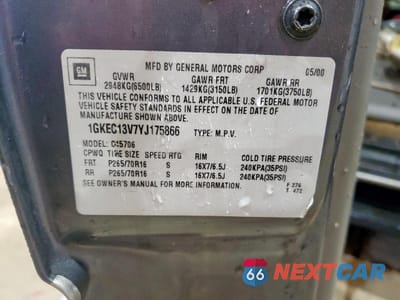 GM
MFD BY GENERAL MOTORS CORP 05/00
GVWR GAWR FRT GAWR RR
2948KG(6500LB) 1429KG(3150LB) 1701KG(3750LB)
THIS VEHICLE CONFORMS TO ALL APPLICABLE U.S. FEDERAL MOTOR
VEHICLE SAFETY STANDARDS IN EFFECT ON THE DATE OF
MANUFACTURE SHOWN ABOVE.
1GKEC13V7YJ175866 TYPE: M.P.V.
MODEL: C15706
TIRE SIZE SPEED RTG RIM COLD TIRE PRESSURE
FRT P265/70R16 S 16X7/6.5J 240KPA(35PSI)
RR P265/70R16 S 16X7/6.5J 240KPA(35PSI)
SEE OWNER'S MANUAL FOR MORE INFORMATION.
66 NEXTCAR